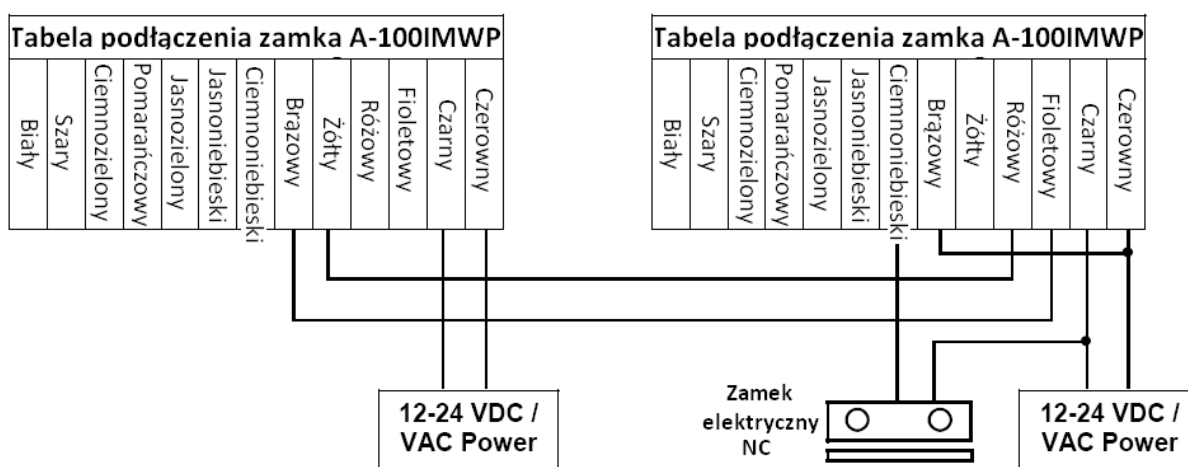 Tabela podłączenia zamka A-100IMWP
Biały
Szary
Ciemnozielony
Pomarańczowy
Jasnozielony
Jasnoniebieski
Ciemnoniebieski
Brązowy
Żółty
Różowy
Fioletowy
Czarny
Czerowny
12-24 VDC /
VAC Power
Tabela podłączenia zamka A-100IMWP
Biały
Szary
Ciemnozielony
Pomarańczowy
Jasnozielony
Jasnoniebieski
Ciemnoniebieski
Brązowy
Żółty
Różowy
Fioletowy
Czarny
Czerowny
Zamek
elektryczny
NC
12-24 VDC /
VAC Power